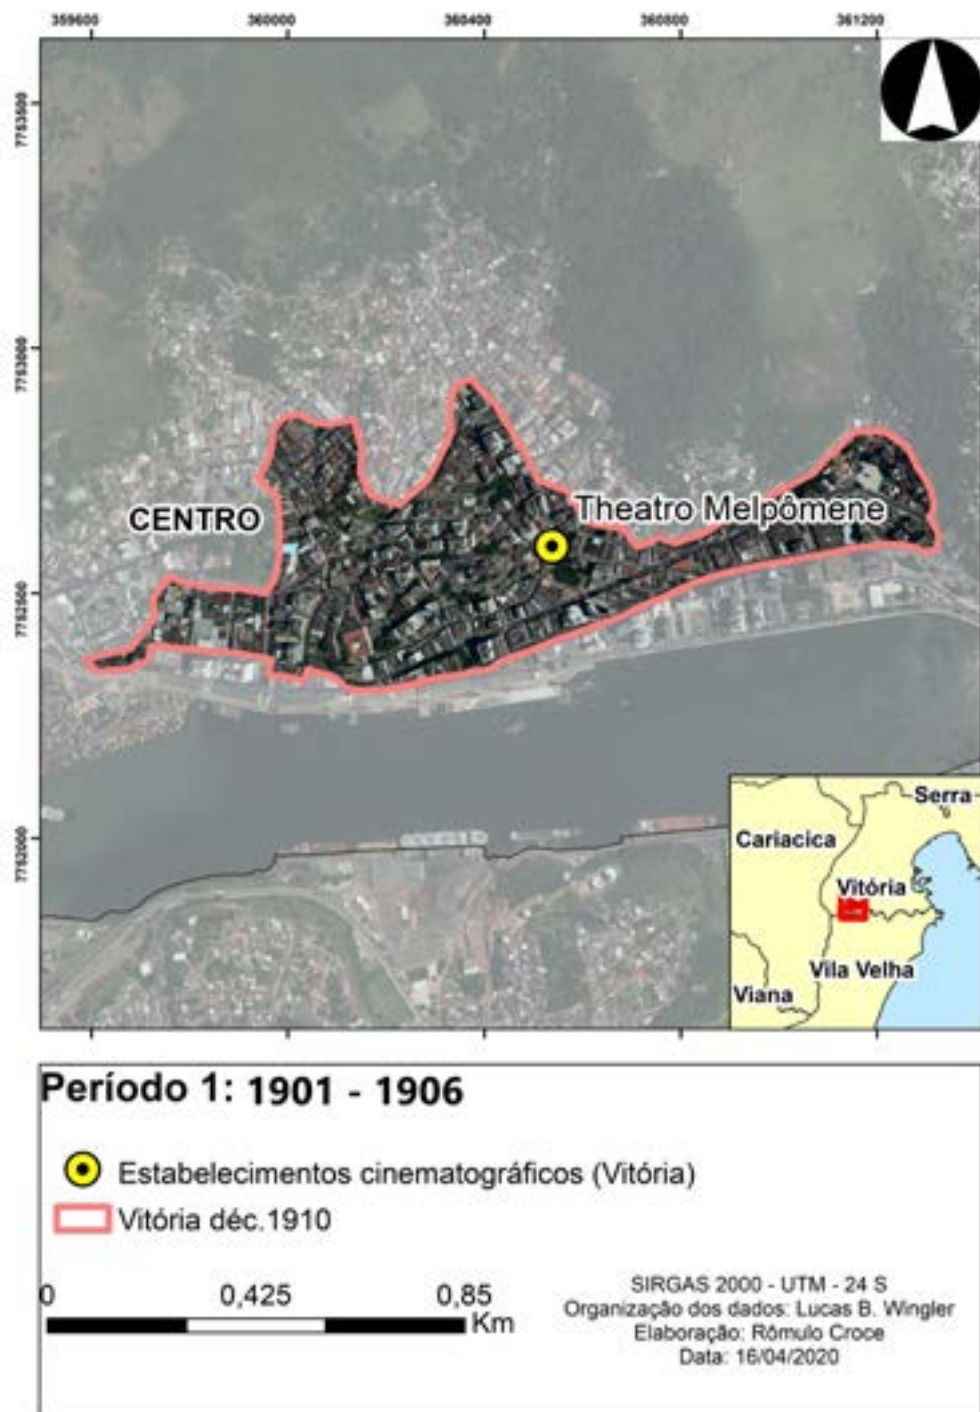 359600 360000 360400 360800 361200
7753500
7753000
7752500
7752000
CENTRO
Theatro Melpômene
Serra
Cariacica
Vitória
Vila Velha
Viana
Período 1: 1901 - 1906
Estabelecimentos cinematográficos (Vitória)
Vitória déc.1910
0 0,425 0,85
Km
SIRGAS 2000 - UTM - 24 S
Organização dos dados: Lucas B. Wingler
Elaboração: Rômulo Croce
Data: 16/04/2020